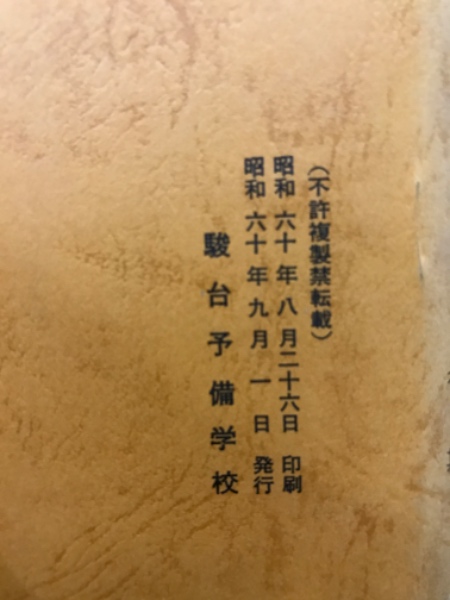 (不許複製禁転載)
昭和六十年八月二十六日 印刷
昭和六十年九月一日 発行
駿台予備学校